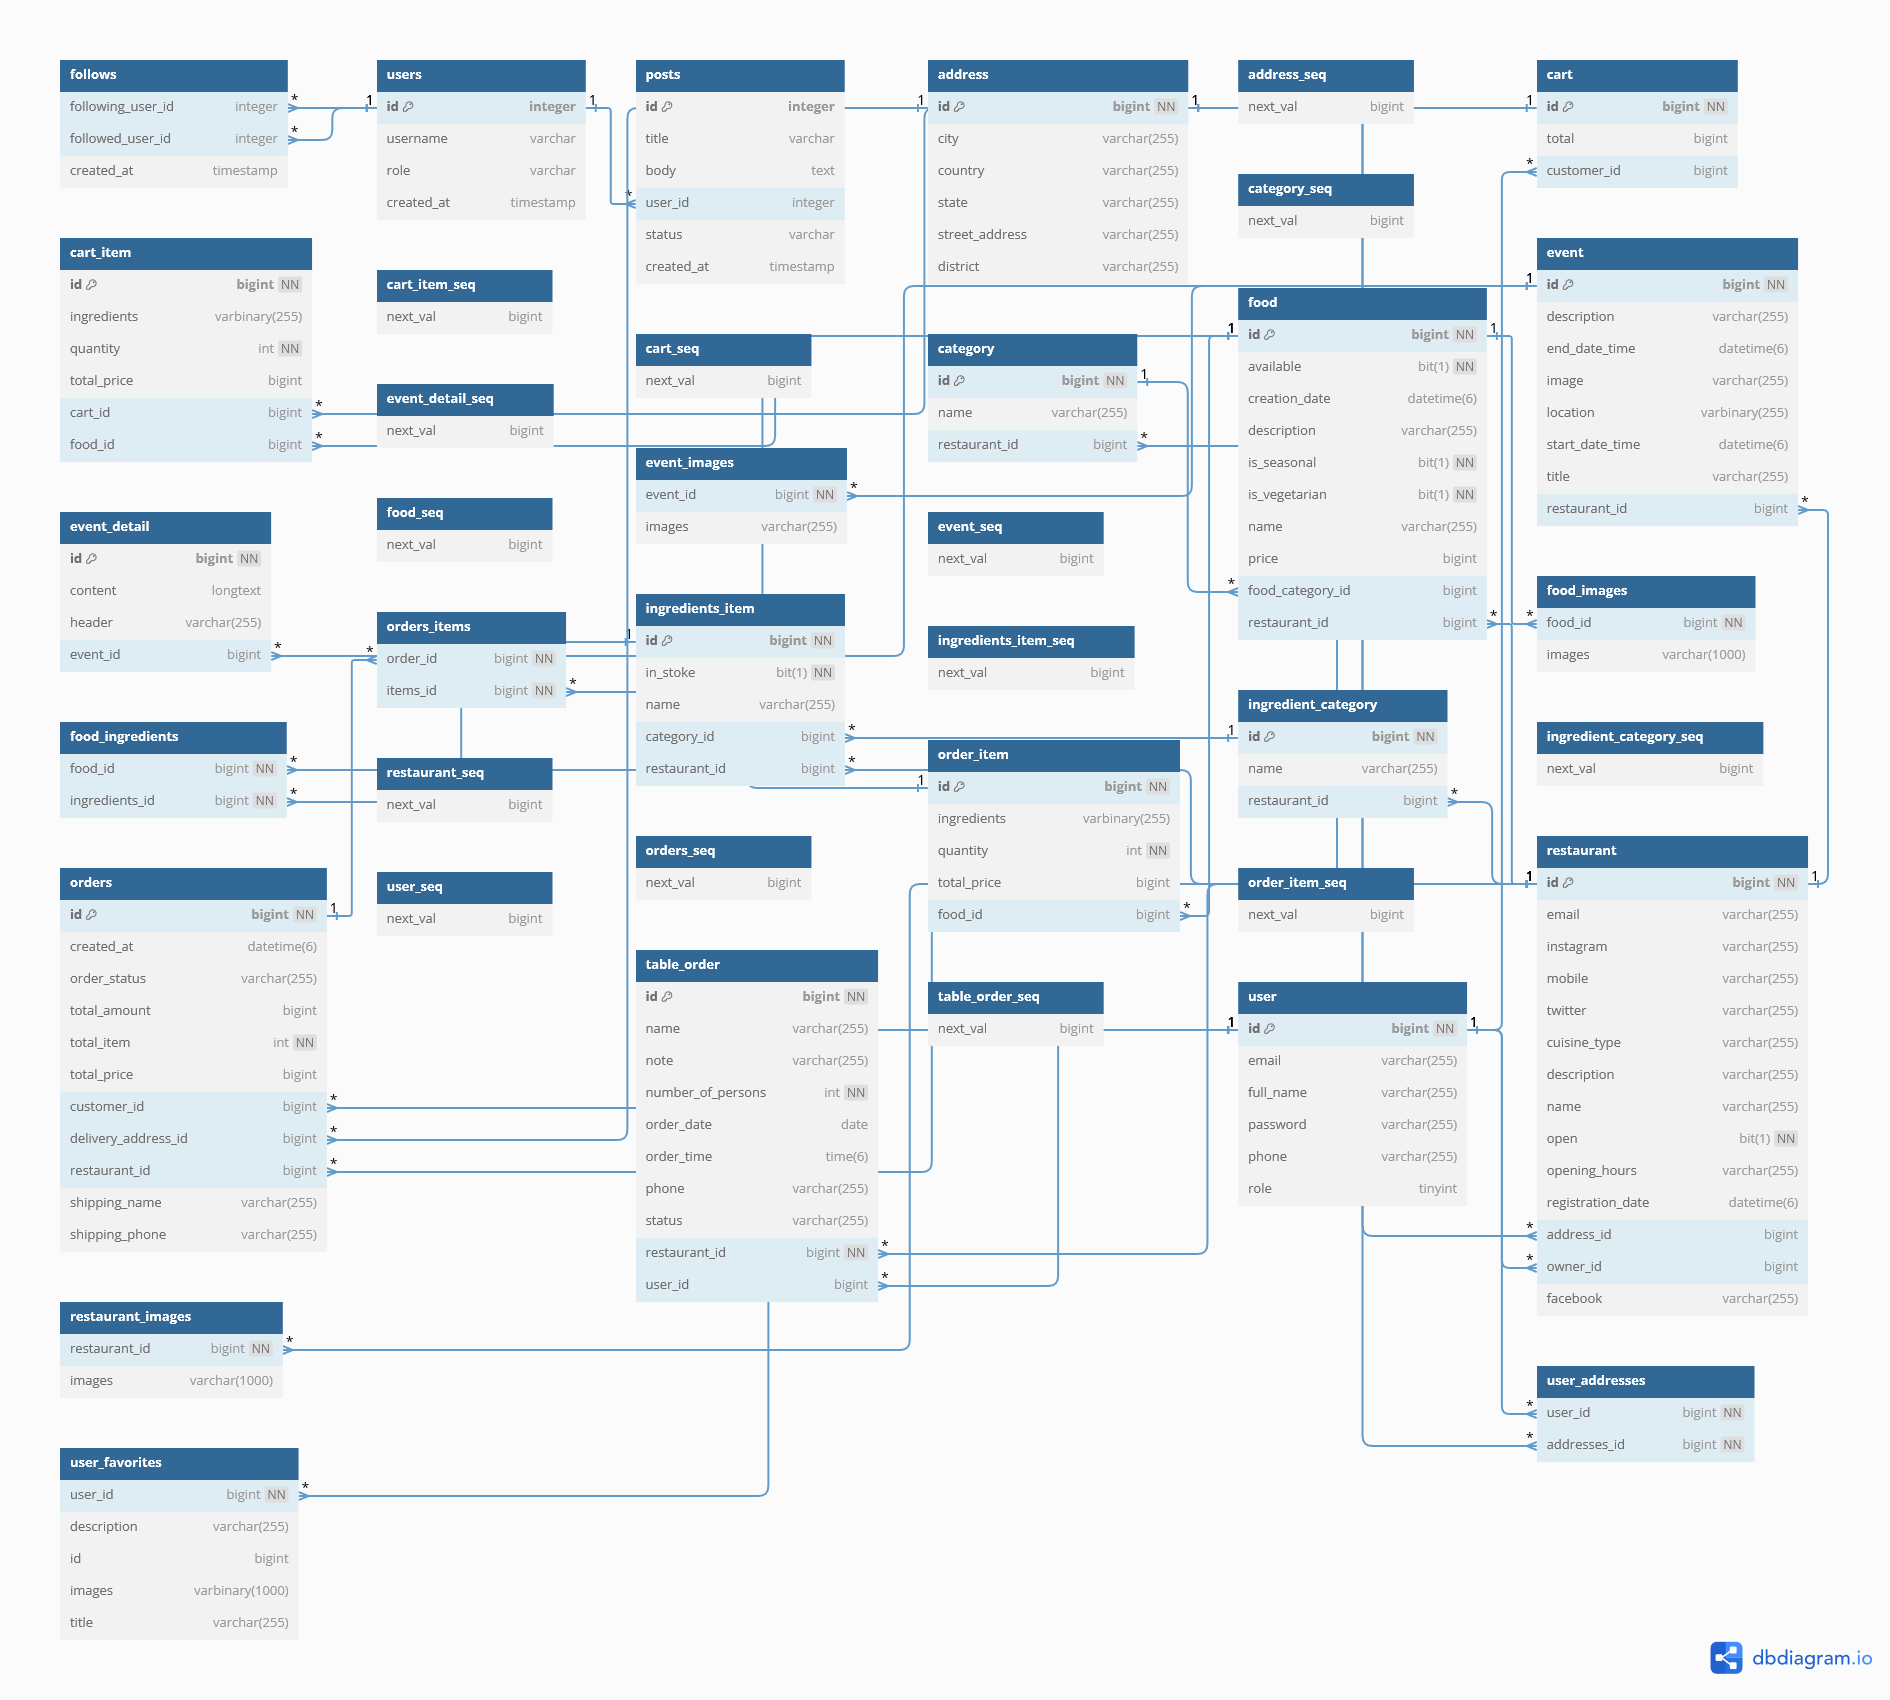 follows
following_user_id integer
followed_user_id integer
created_at timestamp
users
id integer
username varchar
role varchar
created_at timestamp
posts
id integer
title varchar
body text
user_id integer
status varchar
created_at timestamp
address
id bigint NN
city varchar(255)
country varchar(255)
state varchar(255)
street_address varchar(255)
district varchar(255)
address_seq
next_val bigint
cart
id bigint NN
total bigint
customer_id bigint
category_seq
next_val bigint
cart_item
id bigint NN
ingredients varbinary(255)
quantity int NN
total_price bigint
cart_id bigint
food_id bigint
cart_item_seq
next_val bigint
event
id bigint NN
description varchar(255)
end_date_time datetime(6)
image varchar(255)
location varbinary(255)
start_date_time datetime(6)
title varchar(255)
restaurant_id bigint
food
id bigint NN
available bit(1) NN
creation_date datetime(6)
description varchar(255)
is_seasonal bit(1) NN
is_vegetarian bit(1) NN
name varchar(255)
price bigint
food_category_id bigint
restaurant_id bigint
cart_seq
next_val bigint
category
id bigint NN
name varchar(255)
restaurant_id bigint
event_detail_seq
next_val bigint
event_images
event_id bigint NN
images varchar(255)
food_seq
next_val bigint
event_detail
id bigint NN
content longtext
header varchar(255)
event_id bigint
event_seq
next_val bigint
food_images
food_id bigint NN
images varchar(1000)
ingredients_item
id bigint NN
in_stoke bit(1) NN
name varchar(255)
category_id bigint
restaurant_id bigint
orders_items
order_id bigint NN
items_id bigint NN
ingredients_item_seq
next_val bigint
ingredient_category
id bigint NN
name varchar(255)
restaurant_id bigint
food_ingredients
food_id bigint NN
ingredients_id bigint NN
ingredient_category_seq
next_val bigint
order_item
id bigint NN
ingredients varbinary(255)
quantity int NN
total_price bigint
food_id bigint
restaurant_seq
next_val bigint
orders_seq
next_val bigint
restaurant
id bigint NN
email varchar(255)
instagram varchar(255)
mobile varchar(255)
twitter varchar(255)
cuisine_type varchar(255)
description varchar(255)
name varchar(255)
open bit(1) NN
opening_hours varchar(255)
registration_date datetime(6)
address_id bigint
owner_id bigint
facebook varchar(255)
orders
id bigint NN
created_at datetime(6)
order_status varchar(255)
total_amount bigint
total_item int NN
total_price bigint
customer_id bigint
delivery_address_id bigint
restaurant_id bigint
shipping_name varchar(255)
shipping_phone varchar(255)
user_seq
next_val bigint
order_item_seq
next_val bigint
table_order
id bigint NN
name varchar(255)
note varchar(255)
number_of_persons int NN
order_date date
order_time time(6)
phone varchar(255)
status varchar(255)
restaurant_id bigint NN
user_id bigint
table_order_seq
next_val bigint
user
id bigint NN
email varchar(255)
full_name varchar(255)
password varchar(255)
phone varchar(255)
role tinyint
restaurant_images
restaurant_id bigint NN
images varchar(1000)
user_addresses
user_id bigint NN
addresses_id bigint NN
user_favorites
user_id bigint NN
description varchar(255)
id bigint
images varbinary(1000)
title varchar(255)
dbdiagram.io